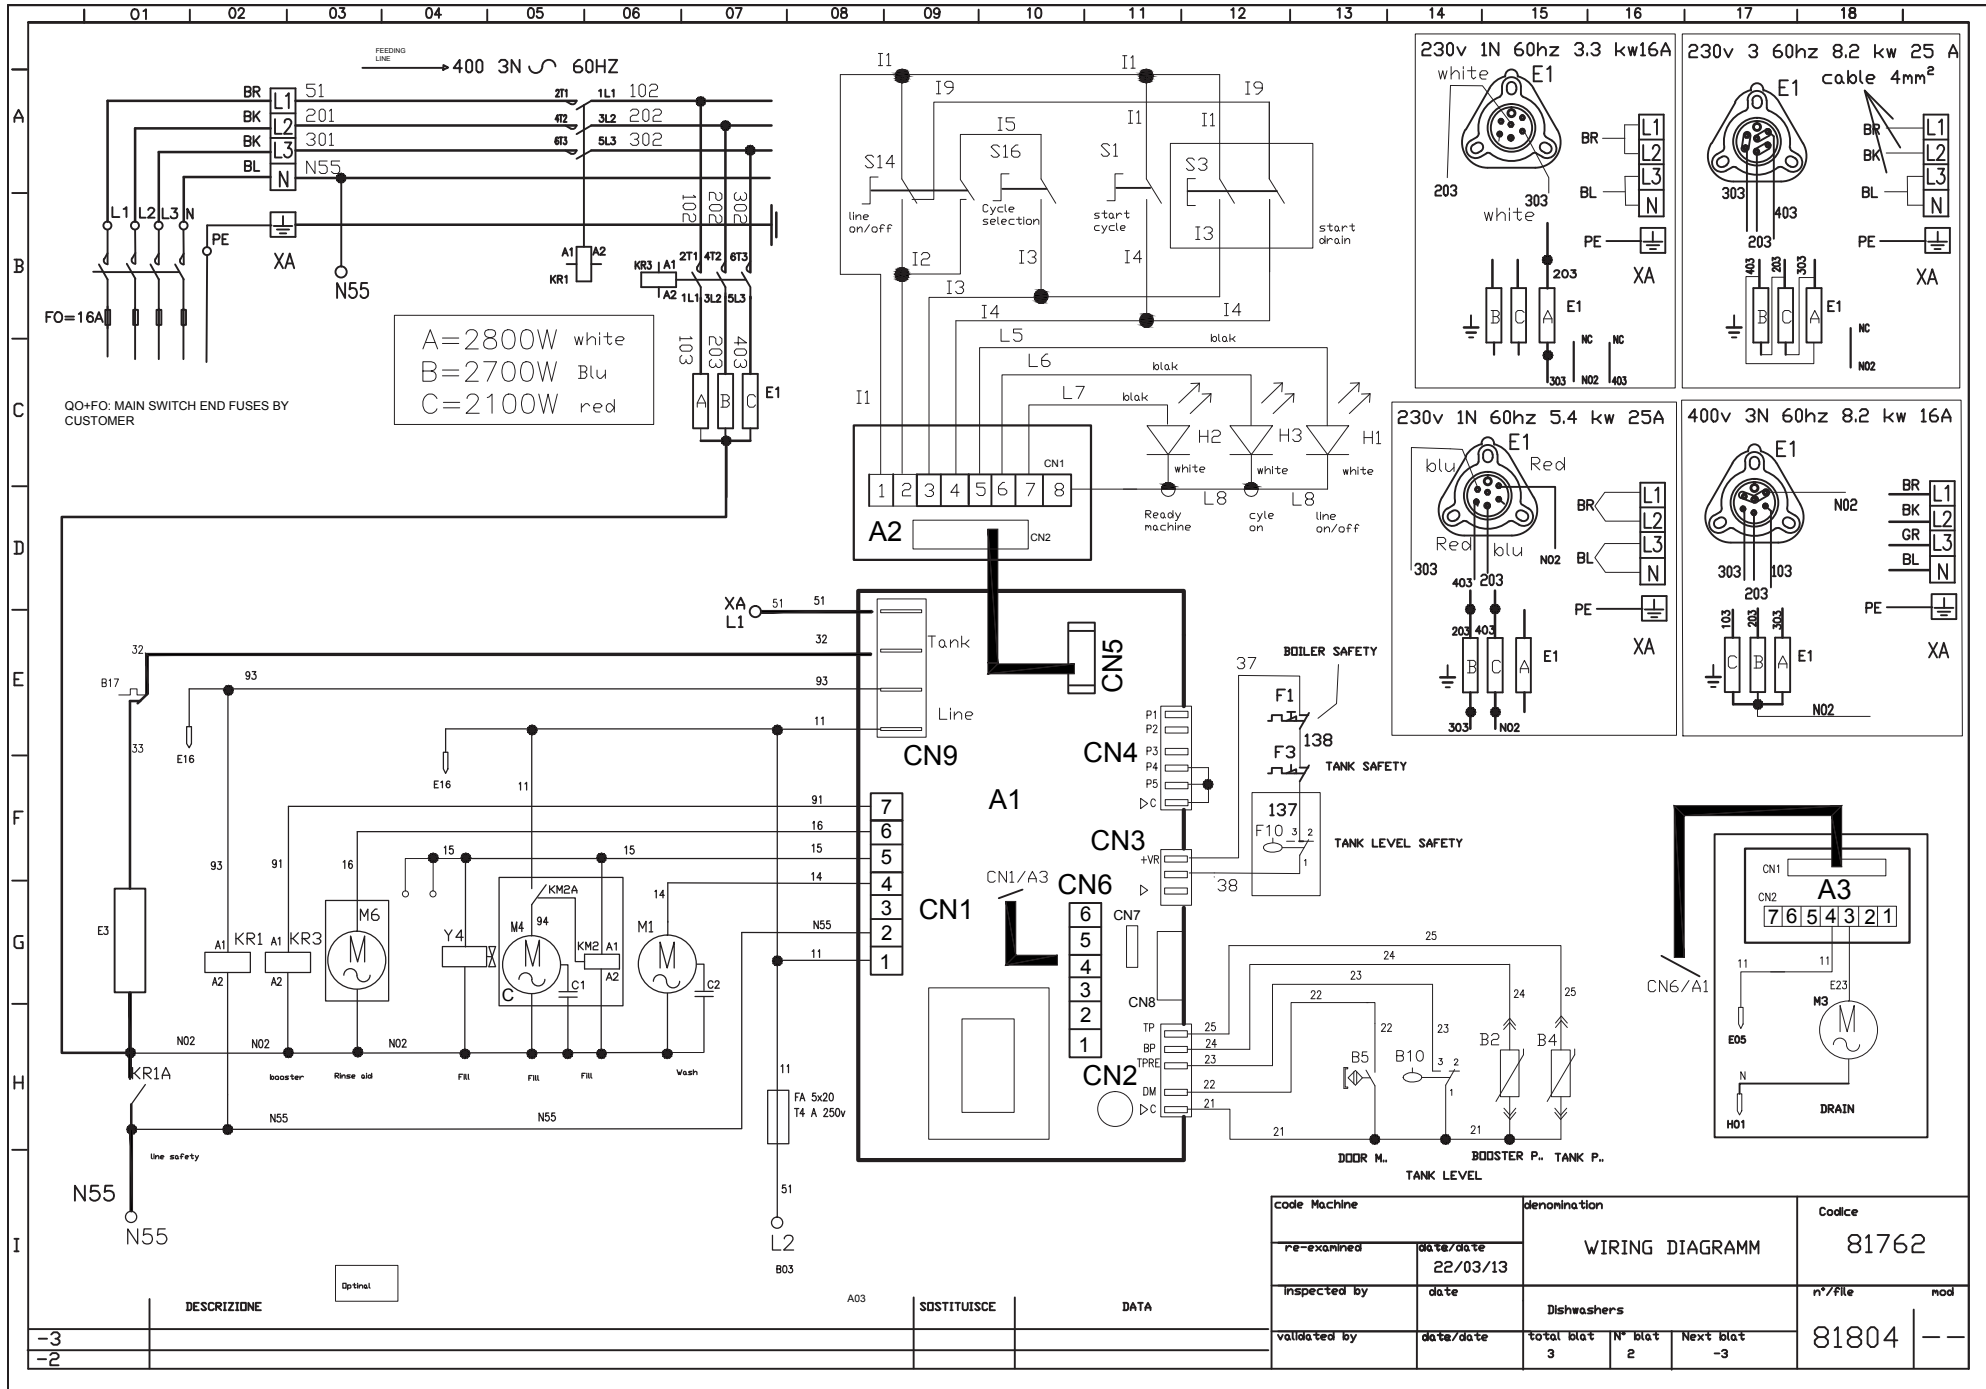 01 02 03 04 05 06 07 08 09 10 11 12 13 14 15 16 17 18
A
B
C
D
E
F
G
H
I
FEEDING
LINE
400 3N 60HZ
BR L1 51 2T1 1L1 102
BK L2 201 4T2 3L2 202
BK L3 301 6T3 5L3 302
BL N N55
L1 L2 L3 N
PE
XA
N55
A1 A2
KR1
KR3 A1
A2
102 202 302
2T1 4T2 6T3
1L1 3L2 5L3
103 203 403
A B C E1
FO=16A
QO+FO: MAIN SWITCH END FUSES BY
CUSTOMER
A=2800W white
B=2700W Blu
C=2100W red
I1 I1
I9 I9
I5 I1 I1
S14 S16 S1 S3
line
on/off
Cycle
selection
start
cycle
start
drain
I2 I3 I4 I3
I3
I4 I4
L5 blak
L6 blak
L7 blak
I1
H2 H3 H1
white white white
CN1
1 2 3 4 5 6 7 8
L8 L8
Ready
machine
cyle
on
line
on/off
A2
CN2
230v 1N 60hz 3.3 kw16A
white E1
203 303
white
BR L1
L2
BL L3
N
PE
XA
203
B C A E1
303 NC N02 NC 403
230v 3 60hz 8.2 kw 25 A
cable 4mm²
E1
303 403
203
BR L1
BK L2
L3
BL N
PE
XA
403 203 303
B C A E1
NC
N02
230v 1N 60hz 5.4 kw 25A
E1
blu Red
Red blu
303 N02
403 203
BR L1
L2
L3
BL N
PE
XA
203 403
B C A E1
303 N02
400v 3N 60hz 8.2 kw 16A
E1
N02
303 103
203
BR L1
BK L2
GR L3
BL N
PE
XA
103 203 303
C B A E1
N02
XA
L1
51 51
32 32
93 93
11
Tank
Line
CN9
CN5
B17
33
E16
E16
11
91
16
15 15 15
14
N55
11
7
6
5
4
3
2
1
CN1
A1
CN1/A3
CN6
6
5
4
3
2
1
CN7
CN8
CN4
P1
P2
P3
P4
P5
C
CN3
+VR
CN2
TP
BP
TPRE
DM
C
37
F1
138
F3
BOILER SAFETY
TANK SAFETY
137
F10 3 2
1
TANK LEVEL SAFETY
38
93 91 16 14
E3
KR1 A1
A2
KR3 A1
A2
M6
M
Y4
M4 94
M
C
C1
KM2A
KM2 A1
A2
M1
M
C2
N02 N02 N02
booster Rinse aid Fill Fill Fill Wash
KR1A
N55 N55
line safety
N55
N55
11
FA 5x20
T4 A 250v
51
L2
B03
25 25
24 24
23 23
22 22
21 21 21
22 23 24 25
B5 B10 B2 B4
3 2
1
DOOR M..
TANK LEVEL
BOOSTER P..
TANK P..
CN6/A1
CN1
A3
CN2
7 6 5 4 3 2 1
11 11
E23
M3
M
E05
N
H01
DRAIN
Optinal
A03
DESCRIZIONE SOSTITUISCE DATA
-3
-2
code Machine denomination Codice
WIRING DIAGRAMM 81762
re-examined date/date
22/03/13
inspected by date n°/file mod
Dishwashers
validated by date/date total blat N° blat Next blat
3 2 -3
81804 --